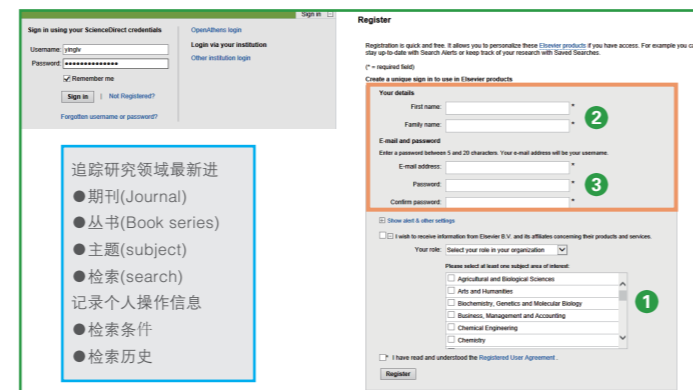 Sign in
Sign in using your ScienceDirect credentials
Username: yinglv
Password: ••••••••••••••
Remember me
Sign in | Not Registered?
Forgotten username or password?
OpenAthens login
Login via your institution
Other institution login
追踪研究领域最新进
●期刊(Journal)
●丛书(Book series)
●主题(subject)
●检索(search)
记录个人操作信息
●检索条件
●检索历史
Register
Registration is quick and free. It allows you to personalize these Elsevier products if you have access. For example you ca
stay up-to-date with Search Alerts or keep track of your research with Saved Searches.
(* = required field)
Create a unique sign in to use in Elsevier products
Your details
First name: *
Family name: *
2
E-mail and password
Enter a password between 5 and 20 characters. Your e-mail address will be your username.
E-mail address: *
Password: *
3
Confirm password: *
Show alert & other settings
I wish to receive information from Elsevier B.V. and its affiliates concerning their products and services.
Your role: Select your role in your organization
Please select at least one subject area of interest:
Agricultural and Biological Sciences
Arts and Humanities
Biochemistry, Genetics and Molecular Biology
1
Business, Management and Accounting
Chemical Engineering
Chemistry
* I have read and understood the Registered User Agreement.
Register